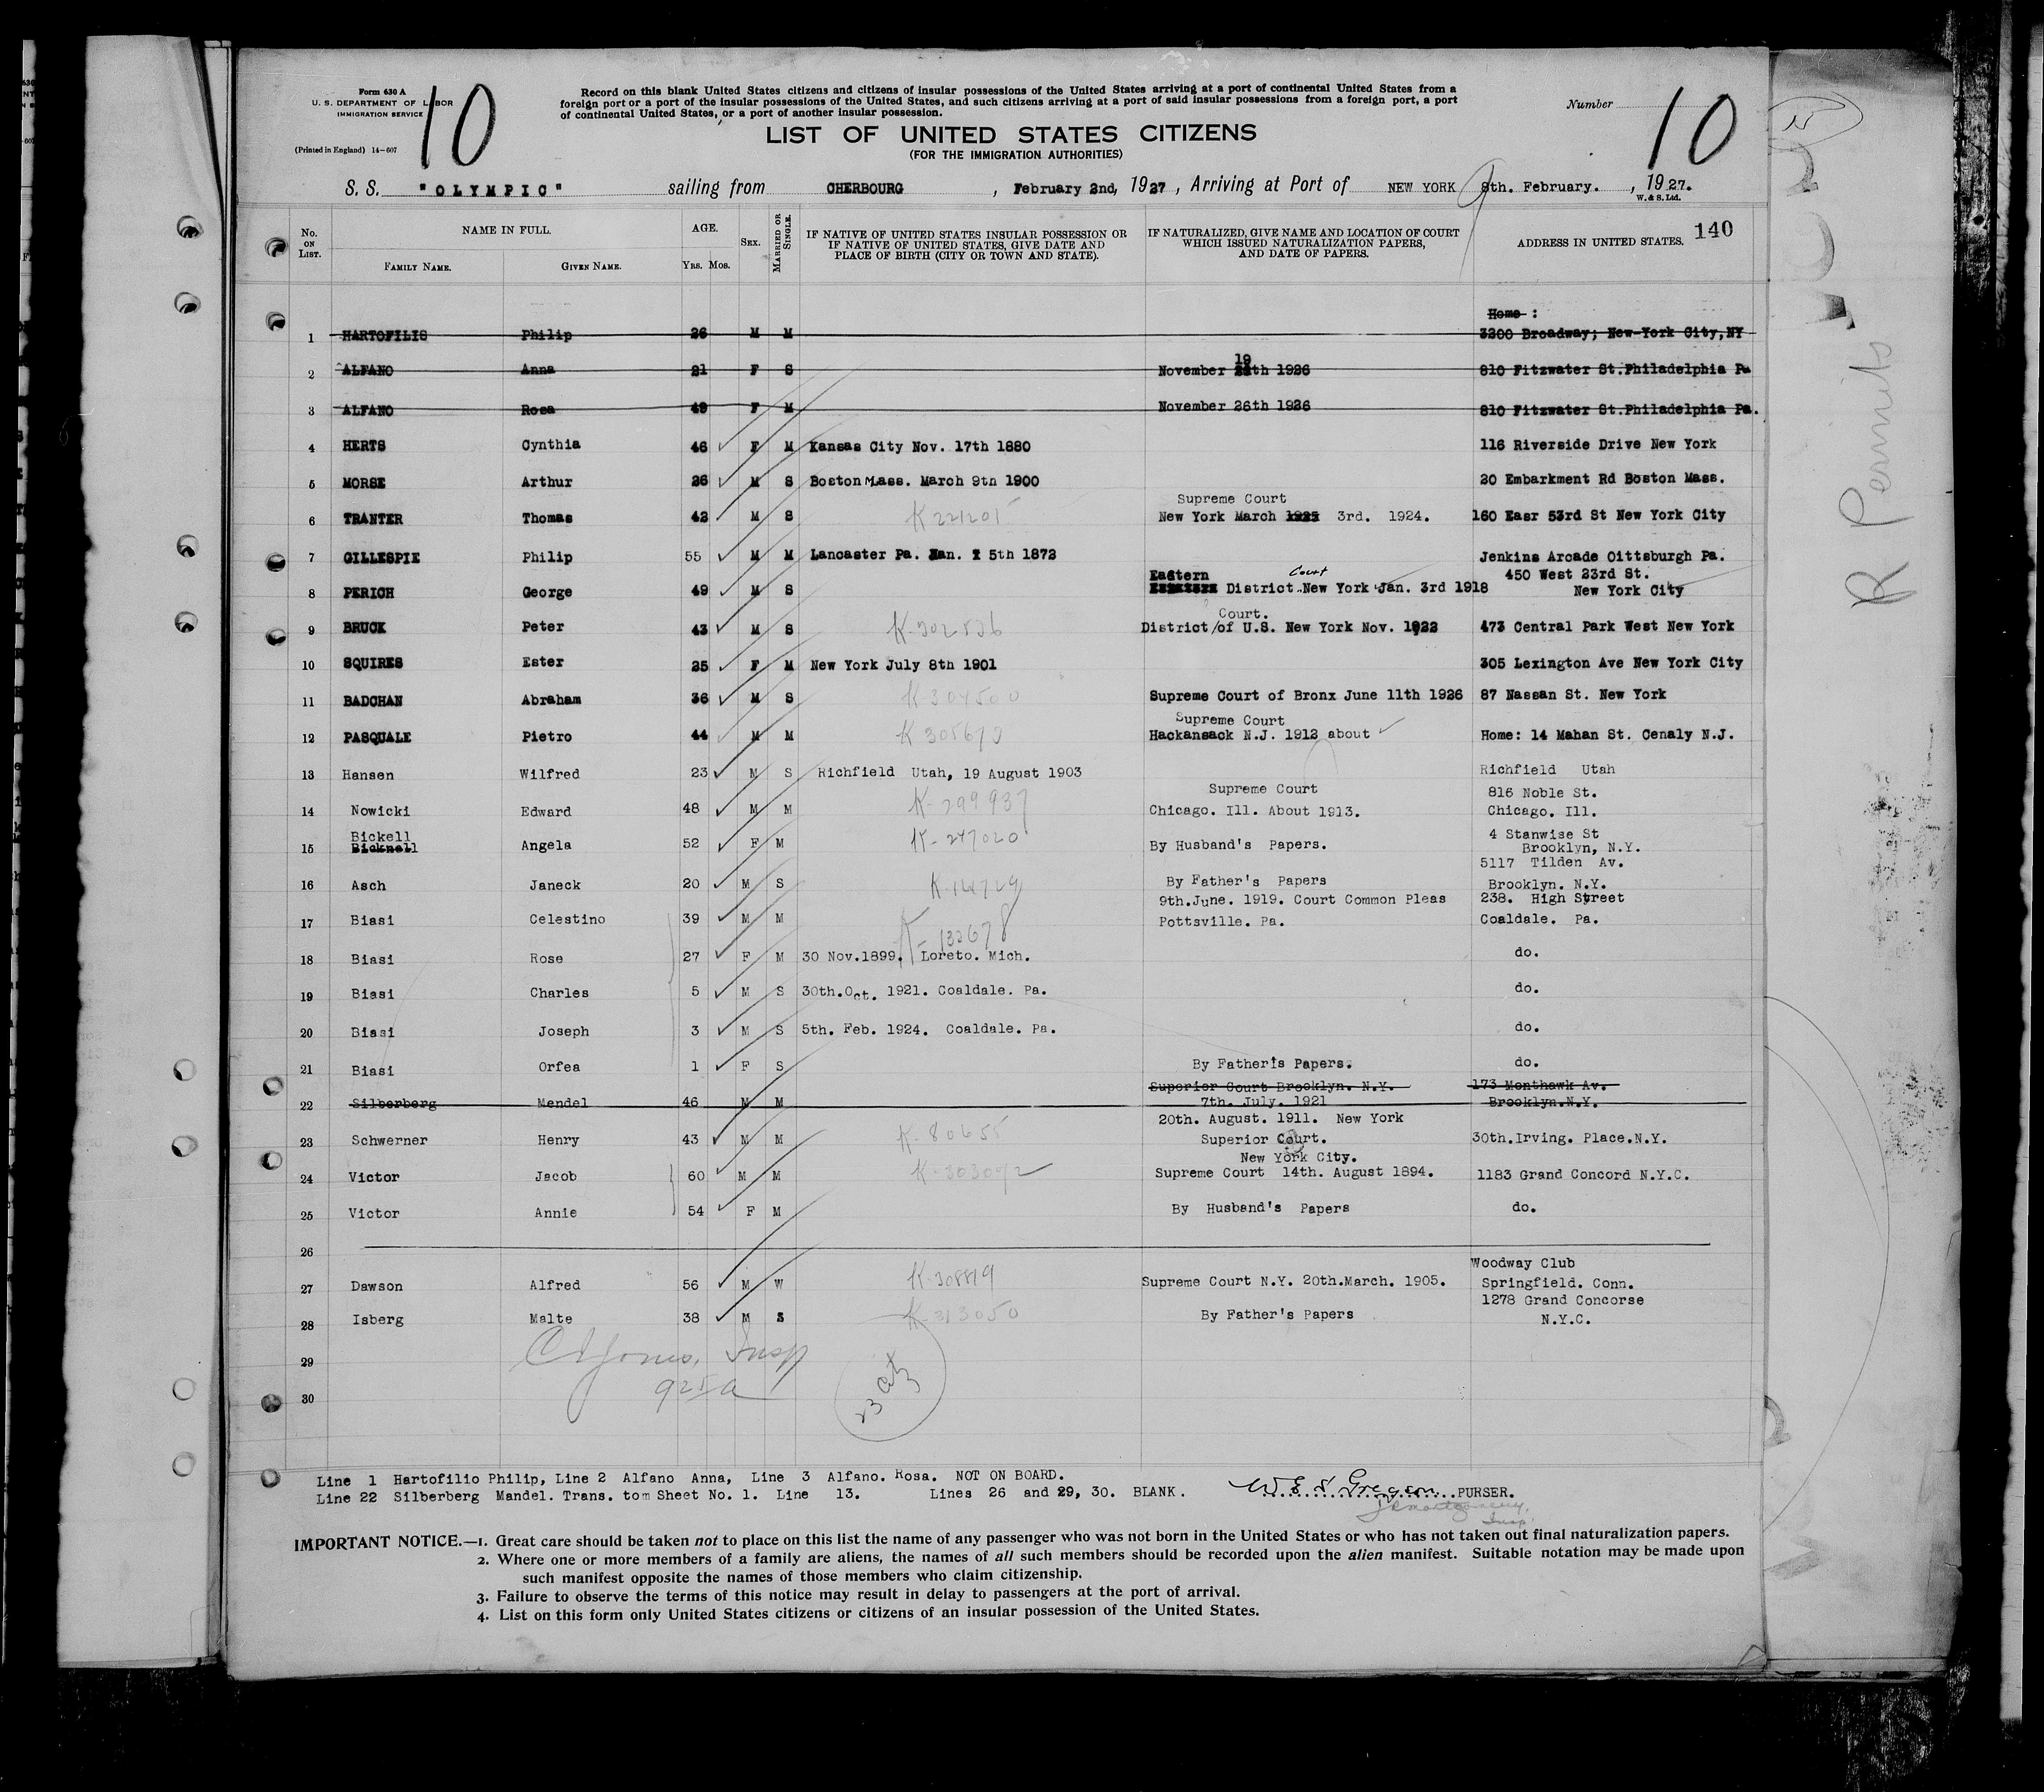 Form 630 A
U. S. DEPARTMENT OF LABOR
IMMIGRATION SERVICE
(Printed in England) 14-607
10
Record on this blank United States citizens and citizens of insular possessions of the United States arriving at a port of continental United States from a
foreign port or a port of the insular possessions of the United States, and such citizens arriving at a port of said insular possessions from a foreign port, a port
of continental United States, or a port of another insular possession.
Number
10
LIST OF UNITED STATES CITIZENS
(FOR THE IMMIGRATION AUTHORITIES)
S. S. "OLYMPIC" sailing from CHERBOURG , February 2nd, 1927, Arriving at Port of NEW YORK 9 8th. February. , 1927.
W. & S. Ltd.
No. ON LIST. NAME IN FULL. AGE. SEX. MARRIED OR SINGLE. IF NATIVE OF UNITED STATES INSULAR POSSESSION OR IF NATIVE OF UNITED STATES, GIVE DATE AND PLACE OF BIRTH (CITY OR TOWN AND STATE). IF NATURALIZED, GIVE NAME AND LOCATION OF COURT WHICH ISSUED NATURALIZATION PAPERS, AND DATE OF PAPERS. ADDRESS IN UNITED STATES. 140
FAMILY NAME. GIVEN NAME. YRS. MOS.
Home :
1 HARTOFILIS Philip 26 M M 3200 Broadway; New-York City,NY
19
2 ALFANO Anna 21 F S November th 1926 810 Fitzwater St.Philadelphia Pa
3 ALFANO Rosa 49 F M November 26th 1926 810 Fitzwater St.Philadelphia Pa.
4 HERTS Cynthia 46 F M Kansas City Nov. 17th 1880 116 Riverside Drive New York
5 MORSE Arthur 26 M S Boston Mass. March 9th 1900 20 Embarkment Rd Boston Mass.
Supreme Court
6 TRANTER Thomas 42 M S K 221201 New York March 1925 3rd. 1924. 160 Easr 53rd St New York City
7 GILLESPIE Philip 55 M M Lancaster Pa. Jan. 5th 1872 Jenkins Arcade Oittsburgh Pa.
Eastern Court 450 West 23rd St.
8 PERICH George 49 M S District New York Jan. 3rd 1918 New York City
Court.
9 BRUCK Peter 43 M S K-302836 District/of U.S. New York Nov. 1922 473 Central Park West New York
10 SQUIRES Ester 25 F M New York July 8th 1901 305 Lexington Ave New York City
11 BADCHAN Abraham 36 M S K-304500 Supreme Court of Bronx June 11th 1926 87 Nassan St. New York
Supreme Court
12 PASQUALE Pietro 44 M M K 305679 Hackansack N.J. 1912 about Home: 14 Mahan St. Cenaly N.J.
13 Hansen Wilfred 23 M S Richfield Utah, 19 August 1903 Richfield Utah
Supreme Court 816 Noble St.
14 Nowicki Edward 48 M M K-299937 Chicago. Ill. About 1913. Chicago. Ill.
Bickell 4 Stanwise St
15 Bicknell Angela 52 F M K-247020 By Husband's Papers. Brooklyn, N.Y.
5117 Tilden Av.
16 Asch Janeck 20 M S By Father's Papers Brooklyn. N.Y.
9th.June. 1919. Court Common Pleas 238. High Street
17 Biasi Celestino 39 M M K-132678 Pottsville. Pa. Coaldale. Pa.
18 Biasi Rose 27 F M 30 Nov.1899. Loreto. Mich. do.
19 Biasi Charles 5 M S 30th.Oct. 1921. Coaldale. Pa. do.
20 Biasi Joseph 3 M S 5th. Feb. 1924. Coaldale. Pa. do.
21 Biasi Orfea 1 F S By Father's Papers. do.
Superior Court Brooklyn. N.Y. 173 Monthawk Av.
22 Silberberg Mendel 46 M M 7th. July. 1921 Brooklyn.N.Y.
20th. August. 1911. New York
23 Schwerner Henry 43 M M K-80655 Superior Court. 30th.Irving. Place.N.Y.
New York City.
24 Victor Jacob 60 M M K-303072 Supreme Court 14th. August 1894. 1183 Grand Concord N.Y.C.
25 Victor Annie 54 F M By Husband's Papers do.
26
Woodway Club
27 Dawson Alfred 56 M W K-308819 Supreme Court N.Y. 20th.March. 1905. Springfield. Conn.
1278 Grand Concorse
28 Isberg Malte 38 M S K-313050 By Father's Papers N.Y.C.
29 Insp
30 925a
Line 1 Hartofilio Philip, Line 2 Alfano Anna, Line 3 Alfano. Rosa. NOT ON BOARD.
Line 22 Silberberg Mandel. Trans. tom Sheet No. 1. Line 13. Lines 26 and 29, 30. BLANK. PURSER.
IMPORTANT NOTICE.—1. Great care should be taken not to place on this list the name of any passenger who was not born in the United States or who has not taken out final naturalization papers.
2. Where one or more members of a family are aliens, the names of all such members should be recorded upon the alien manifest. Suitable notation may be made upon
such manifest opposite the names of those members who claim citizenship.
3. Failure to observe the terms of this notice may result in delay to passengers at the port of arrival.
4. List on this form only United States citizens or citizens of an insular possession of the United States.
R Permits